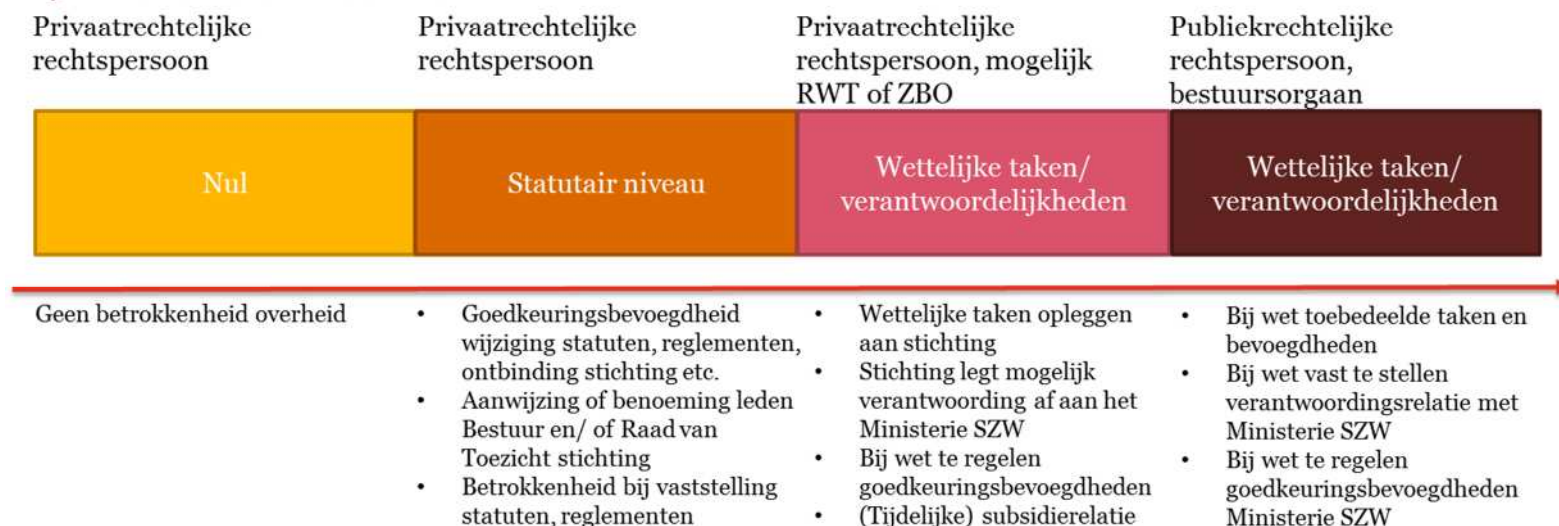 Privaatrechtelijke
rechtspersoon
Privaatrechtelijke
rechtspersoon
Privaatrechtelijke
rechtspersoon, mogelijk
RWT of ZBO
Publiekrechtelijke
rechtspersoon,
bestuursorgaan
Nul
Statutair niveau
Wettelijke taken/
verantwoordelijkheden
Wettelijke taken/
verantwoordelijkheden
Geen betrokkenheid overheid
• Goedkeuringsbevoegdheid
wijziging statuten, reglementen,
ontbinding stichting etc.
• Aanwijzing of benoeming leden
Bestuur en/ of Raad van
Toezicht stichting
• Betrokkenheid bij vaststelling
statuten, reglementen
• Wettelijke taken opleggen
aan stichting
• Stichting legt mogelijk
verantwoording af aan het
Ministerie SZW
• Bij wet te regelen
goedkeuringsbevoegdheden
• (Tijdelijke) subsidierelatie
• Bij wet toebedeelde taken en
bevoegdheden
• Bij wet vast te stellen
verantwoordingsrelatie met
Ministerie SZW
• Bij wet te regelen
goedkeuringsbevoegdheden
Ministerie SZW